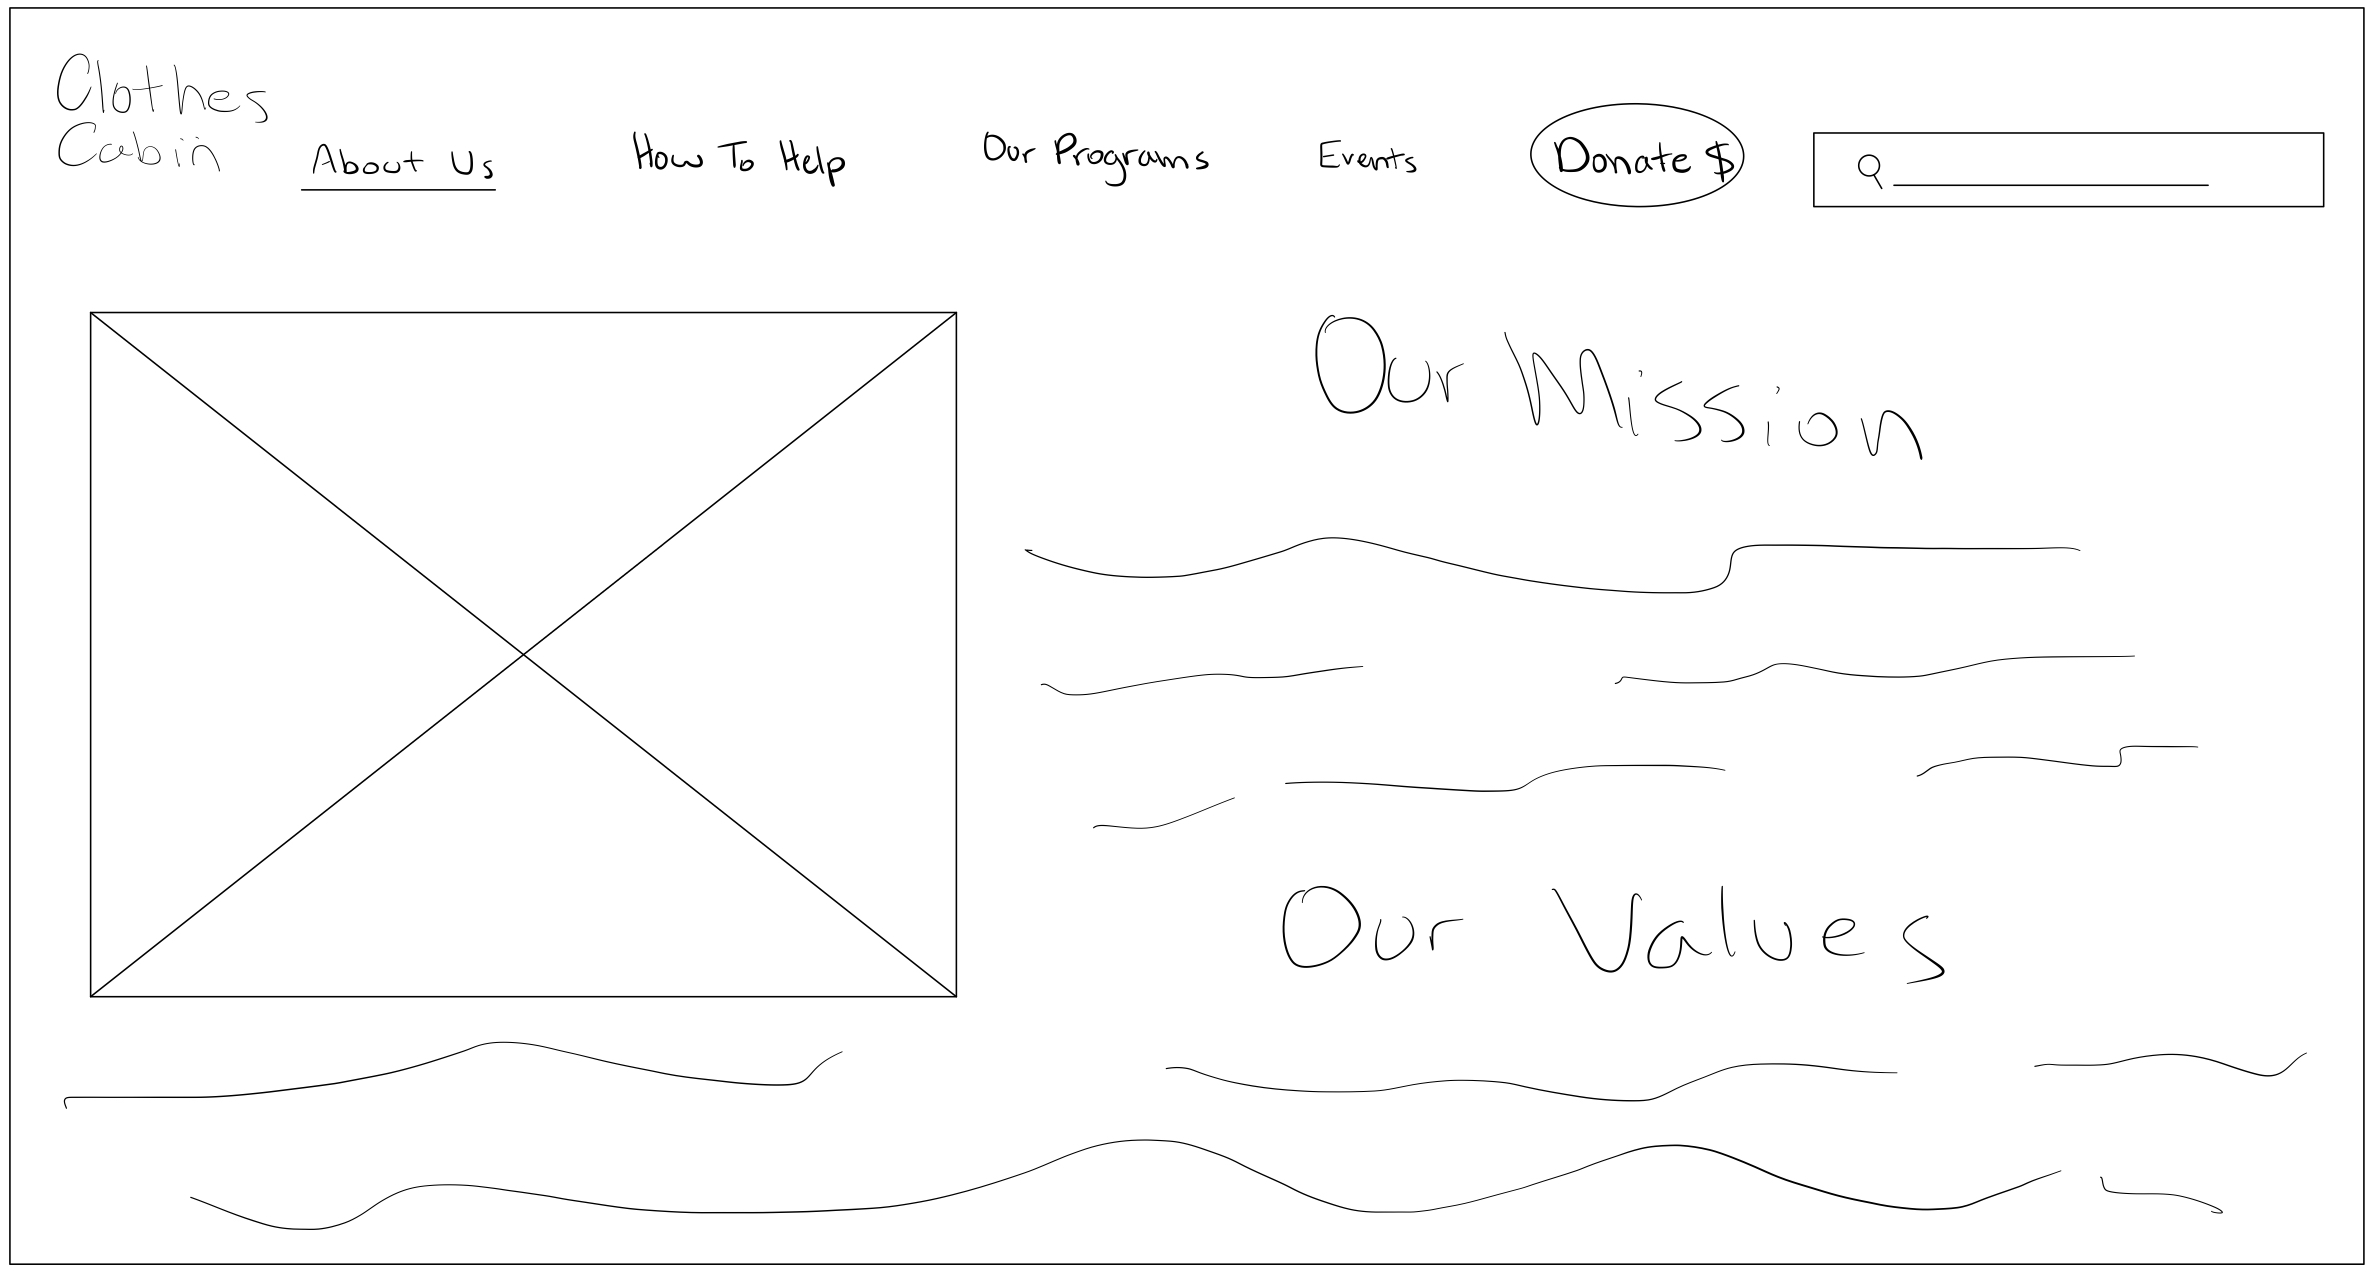 Clothes
Cabin
About Us
How To Help
Our Programs
Events
Donate $
Our Mission
Our Values